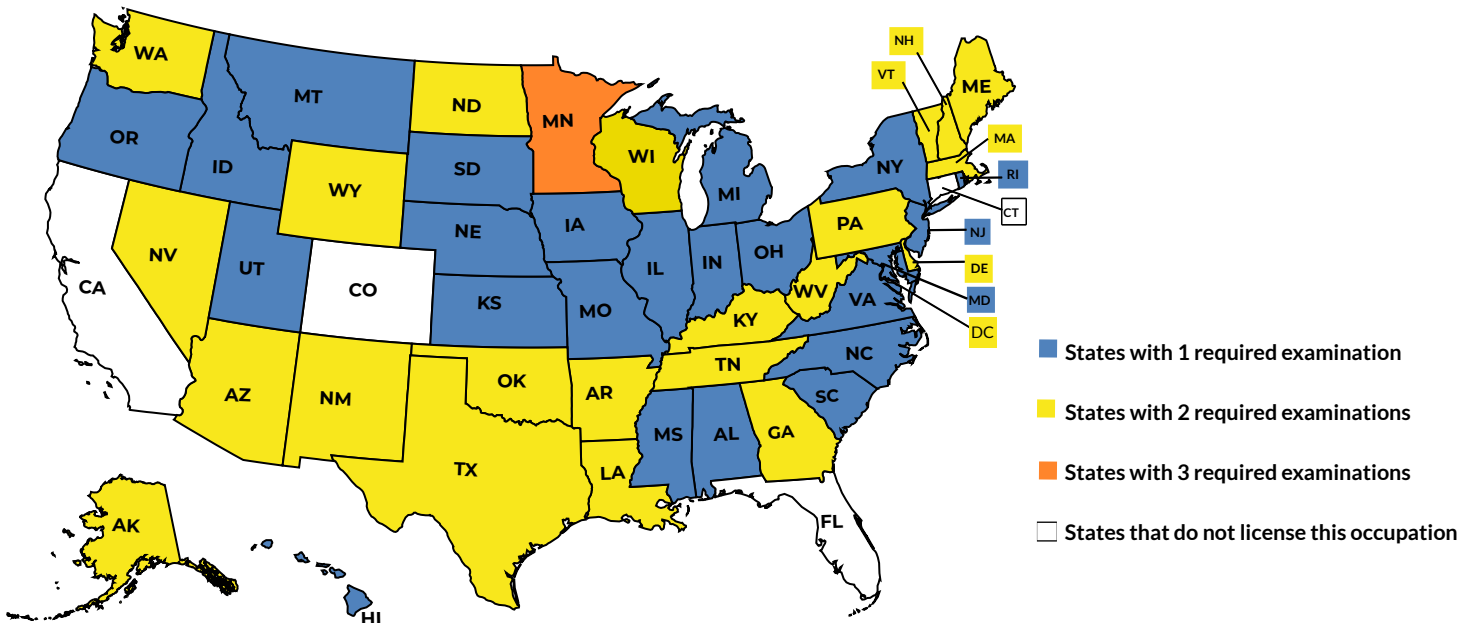 WA
MT
ND
MN
OR
ID
SD
WI
WY
MI
NY
NH
VT
ME
MA
RI
CT
NJ
DE
MD
DC
NV
UT
CO
CA
NE
IA
IL
IN
OH
PA
WV
VA
KS
MO
KY
TN
NC
SC
AZ
NM
OK
AR
TX
LA
MS
AL
GA
FL
AK
HI
States with 1 required examination
States with 2 required examinations
States with 3 required examinations
States that do not license this occupation